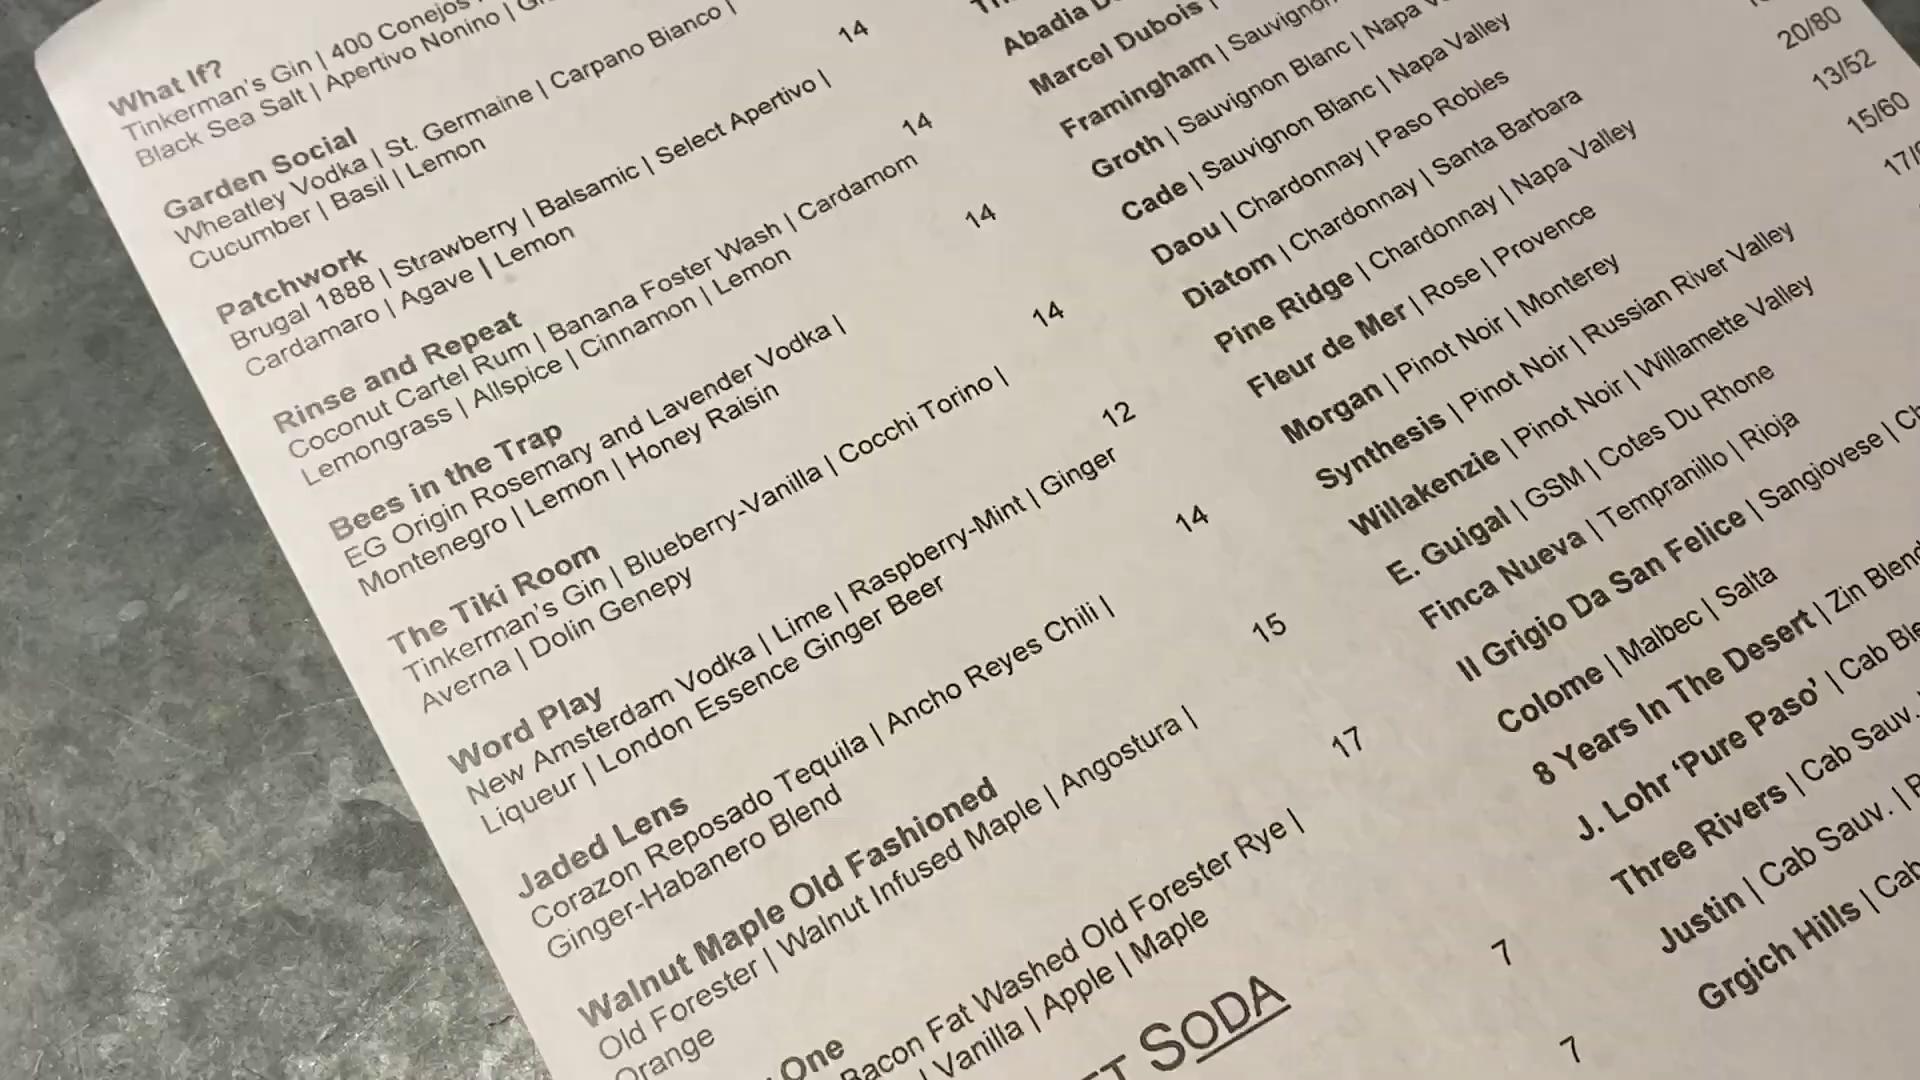 What If?
Tinkerman's Gin | 400 Conejos
Black Sea Salt | Apertivo Nonino |
Garden Social
Wheatley Vodka | St. Germaine | Carpano Bianco |
Cucumber | Basil | Lemon
14
Patchwork
Brugal 1888 | Strawberry | Balsamic | Select Apertivo |
Cardamaro | Agave | Lemon
14
Rinse and Repeat
Coconut Cartel Rum | Banana Foster Wash | Cardamom
Lemongrass | Allspice | Cinnamon | Lemon
14
Bees in the Trap
EG Origin Rosemary and Lavender Vodka |
Montenegro | Lemon | Honey Raisin
14
The Tiki Room
Tinkerman's Gin | Blueberry-Vanilla | Cocchi Torino |
Averna | Dolin Genepy
12
Word Play
New Amsterdam Vodka | Lime | Raspberry-Mint | Ginger
Liqueur | London Essence Ginger Beer
14
Jaded Lens
Corazon Reposado Tequila | Ancho Reyes Chili |
Ginger-Habanero Blend
15
Walnut Maple Old Fashioned
Old Forester | Walnut Infused Maple | Angostura |
Orange
17
One
Bacon Fat Washed Old Forester Rye |
| Vanilla | Apple | Maple
SODA
7
7
Abadia
Marcel Dubois |
Framingham | Sauvignon
Groth | Sauvignon Blanc | Napa
Cade | Sauvignon Blanc | Napa Valley
Daou | Chardonnay | Paso Robles
Diatom | Chardonnay | Santa Barbara
Pine Ridge | Chardonnay | Napa Valley
Fleur de Mer | Rose | Provence
Morgan | Pinot Noir | Monterey
Synthesis | Pinot Noir | Russian River Valley
Willakenzie | Pinot Noir | Willamette Valley
E. Guigal | GSM | Cotes Du Rhone
Finca Nueva | Tempranillo | Rioja
Il Grigio Da San Felice | Sangiovese |
Colome | Malbec | Salta
8 Years In The Desert | Zin Blend
J. Lohr 'Pure Paso' | Cab
Three Rivers | Cab Sauv.
Justin | Cab Sauv. |
Grgich Hills | Cab
20/80
13/52
15/60
17/